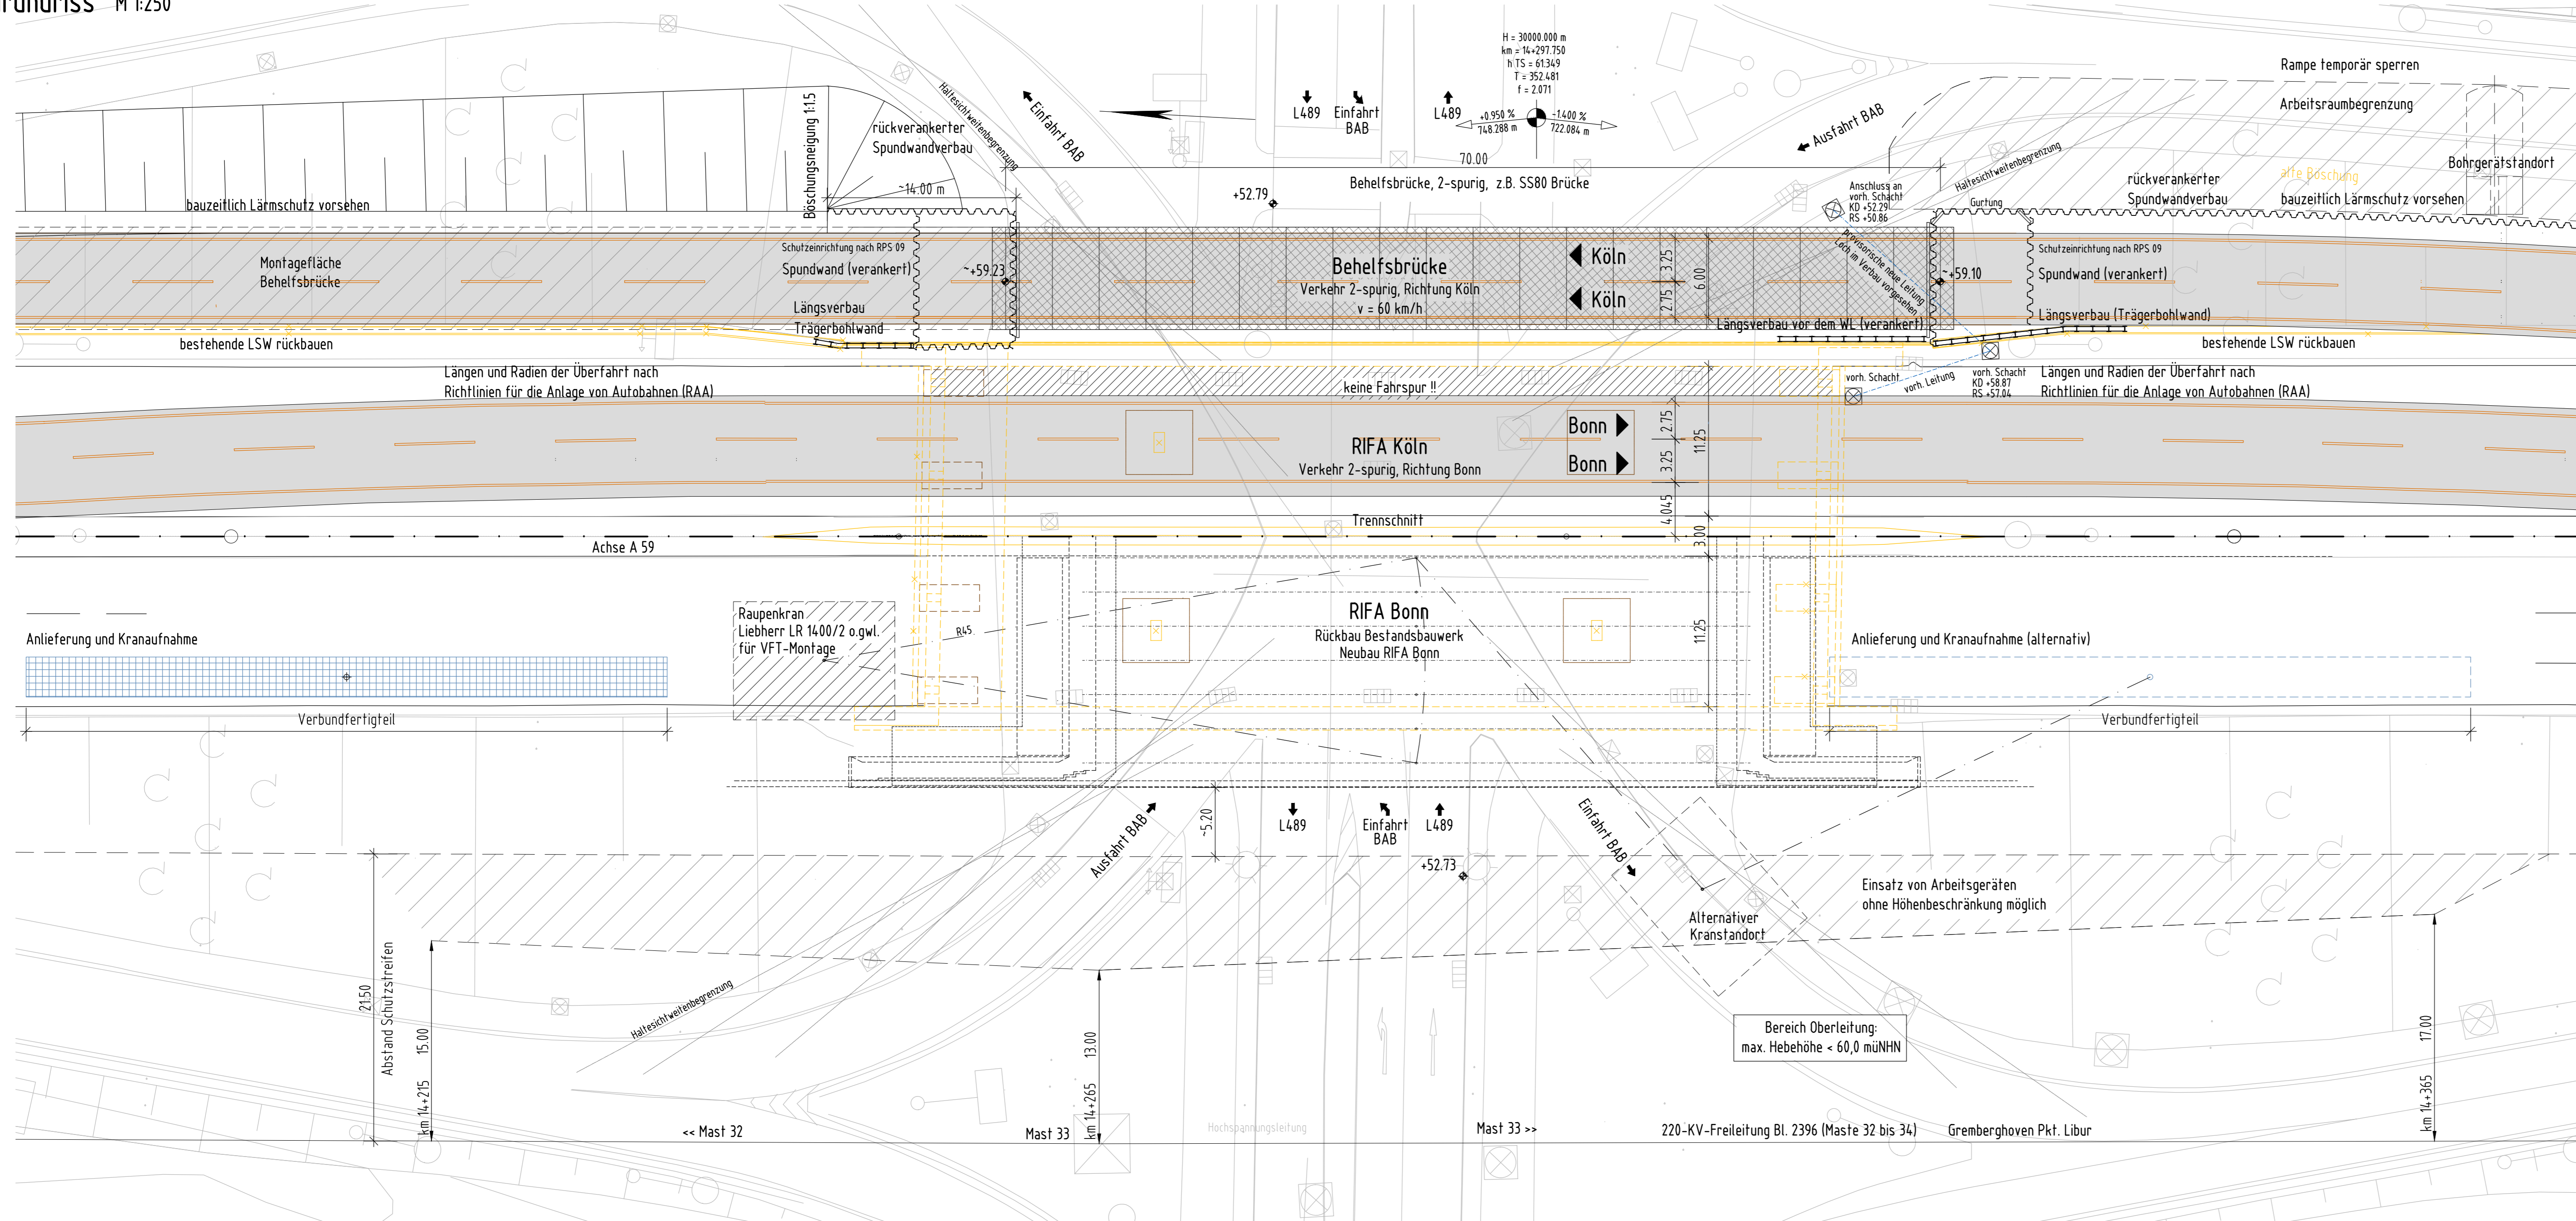 M 1:250
H = 30000.000 m
km = 14+297.750
h TS = 61.349
T = 352.481
f = 2.071
+0.950 %
748.288 m
-1.400 %
722.084 m
L489
Einfahrt
BAB
L489
Einfahrt BAB
Ausfahrt BAB
Haltesichtweitenbegrenzung
Haltesichtweitenbegrenzung
Rampe temporär sperren
Arbeitsraumbegrenzung
Bohrgerätstandort
alte Böschung
rückverankerter
Spundwandverbau
bauzeitlich Lärmschutz vorsehen
Böschungsneigung 1:1.5
rückverankerter
Spundwandverbau
~14.00 m
70.00
Behelfsbrücke, 2-spurig, z.B. SS80 Brücke
+52.79
Anschluss an
vorh. Schacht
KD +52.29
RS +50.86
Gurtung
bauzeitlich Lärmschutz vorsehen
Montagefläche
Behelfsbrücke
Schutzeinrichtung nach RPS 09
Spundwand (verankert)
~+59.23
Längsverbau
Trägerbohlwand
Behelfsbrücke
Verkehr 2-spurig, Richtung Köln
v = 60 km/h
Köln
Köln
3.25
2.75
6.00
Provisorische neue Leitung
Loch im Verbau vorgesehen
~+59.10
Schutzeinrichtung nach RPS 09
Spundwand (verankert)
Längsverbau (Trägerbohlwand)
Längsverbau vor dem WL (verankert)
bestehende LSW rückbauen
bestehende LSW rückbauen
Längen und Radien der Überfahrt nach
Richtlinien für die Anlage von Autobahnen (RAA)
keine Fahrspur !!
vorh. Schacht
vorh. Leitung
vorh. Schacht
KD +58.87
RS +57.04
Längen und Radien der Überfahrt nach
Richtlinien für die Anlage von Autobahnen (RAA)
RIFA Köln
Verkehr 2-spurig, Richtung Bonn
Bonn
Bonn
2.75
3.25
4.045
11.25
3.00
11.25
Trennschnitt
Achse A 59
Raupenkran
Liebherr LR 1400/2 o.gwl.
für VFT-Montage
R45
RIFA Bonn
Rückbau Bestandsbauwerk
Neubau RIFA Bonn
Anlieferung und Kranaufnahme
Anlieferung und Kranaufnahme (alternativ)
Verbundfertigteil
Verbundfertigteil
~5.20
Ausfahrt BAB
L489
Einfahrt
BAB
L489
Einfahrt BAB
+52.73
Einsatz von Arbeitsgeräten
ohne Höhenbeschränkung möglich
Alternativer
Kranstandort
21.50
Abstand Schutzstreifen
15.00
km 14+215
13.00
km 14+265
17.00
km 14+365
Haltesichtweitenbegrenzung
Bereich Oberleitung:
max. Hebehöhe < 60,0 müNHN
<< Mast 32
Mast 33
Hochspannungsleitung
Mast 33 >>
220-KV-Freileitung Bl. 2396 (Maste 32 bis 34)
Gremberghoven Pkt. Libur